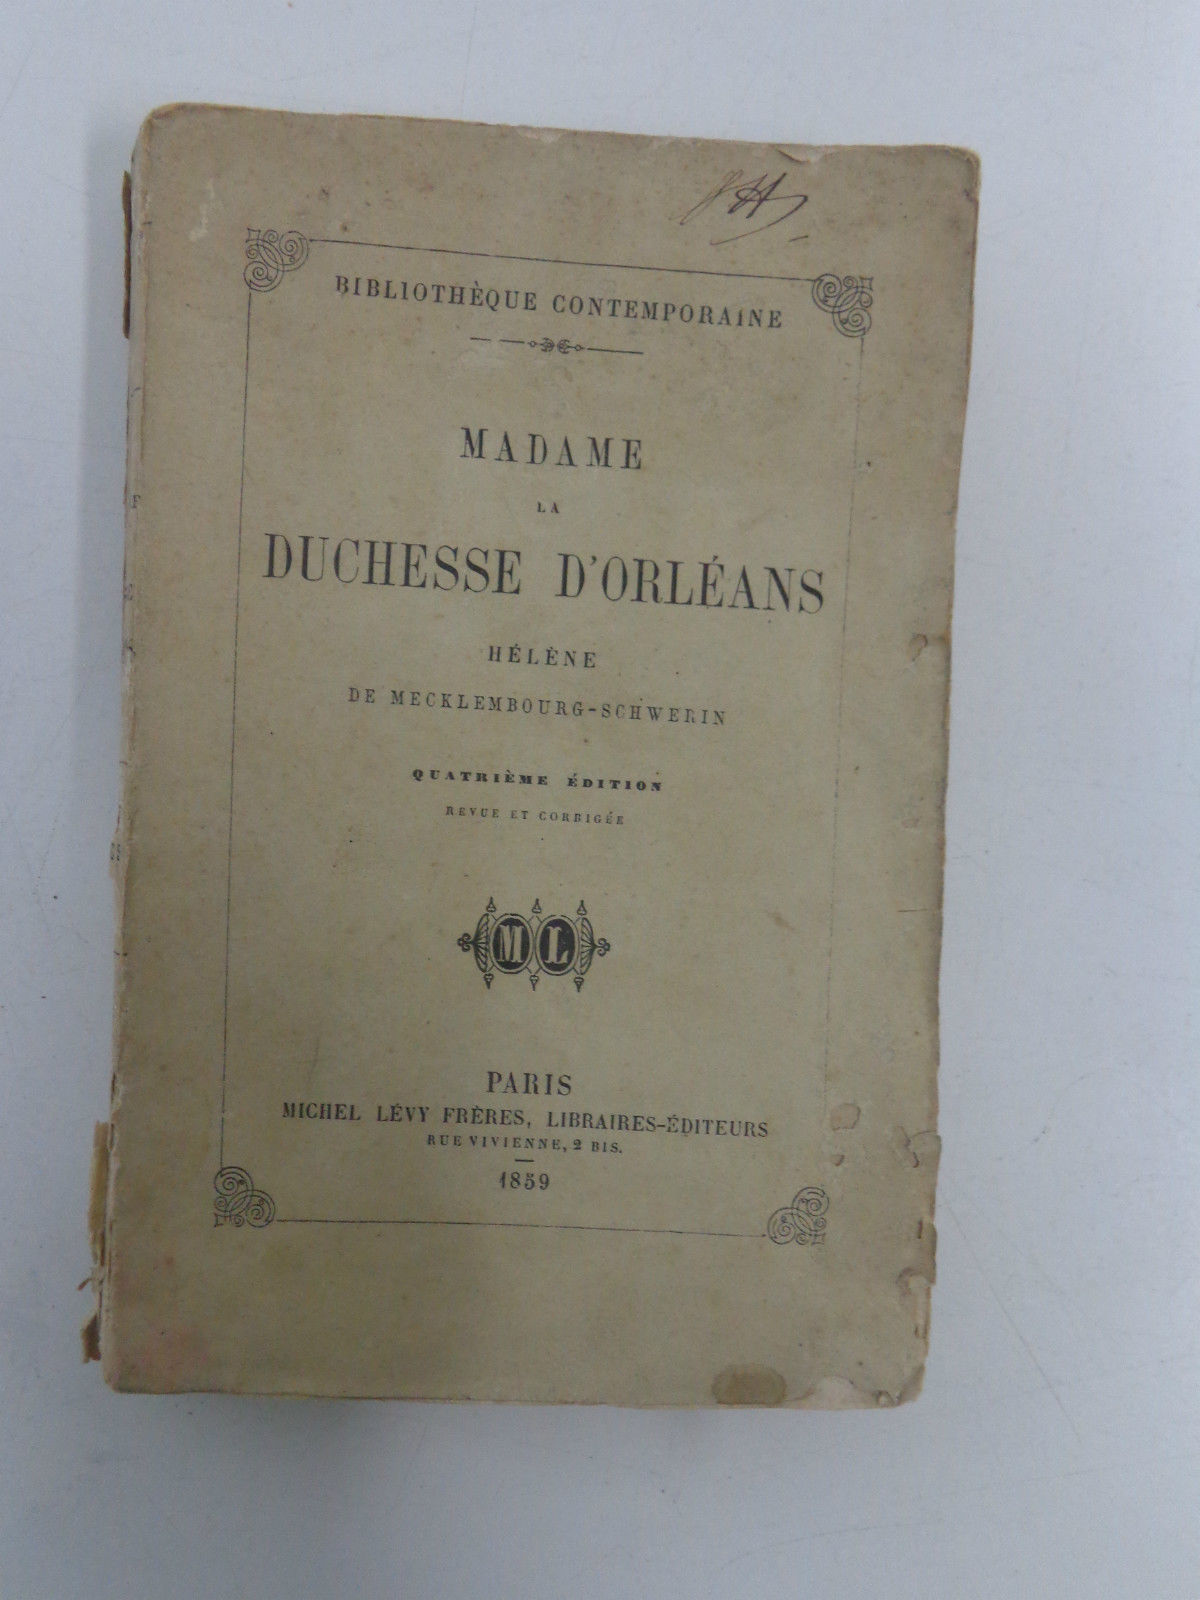 BIBLIOTHÈQUE CONTEMPORAINE
MADAME
LA
DUCHESSE D'ORLÉANS
HÉLÈNE
DE MECKLEMBOURG-SCHWERIN
QUATRIÈME ÉDITION
REVUE ET CORRIGÉE
ML
PARIS
MICHEL LÉVY FRÈRES, LIBRAIRES-ÉDITEURS
RUE VIVIENNE, 2 BIS.
1859